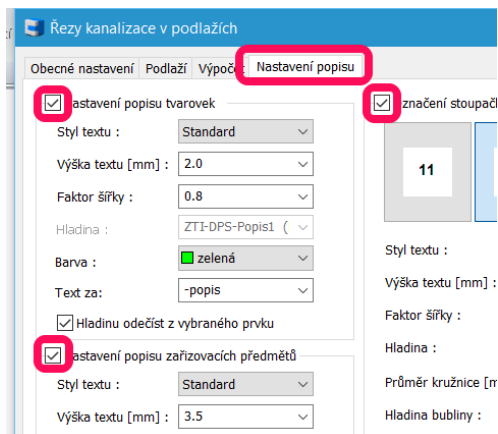 Řezy kanalizace v podlažích
Obecné nastavení Podlaží Výpočet Nastavení popisu
astavení popisu tvarovek
Styl textu : Standard
Výška textu [mm] : 2.0
Faktor šířky : 0.8
Hladina : ZTI-DPS-Popis1 (
Barva : zelená
Text za: -popis
Hladinu odečíst z vybraného prvku
astavení popisu zařizovacích předmětů
Styl textu : Standard
Výška textu [mm] : 3.5
značení stoupač
11
Styl textu :
Výška textu [mm] :
Faktor šířky :
Hladina :
Průměr kružnice [m
Hladina bubliny :